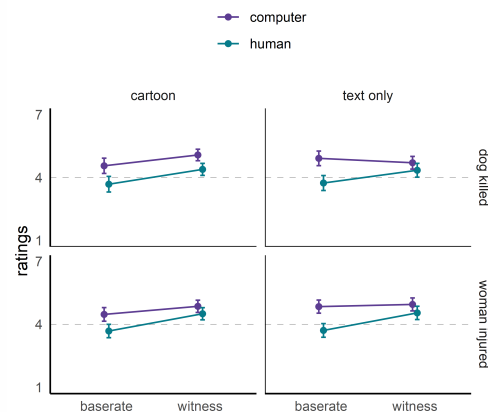 computer
human
cartoon
text only
7
4
1
dog killed
ratings
7
4
1
woman injured
baserate
witness
baserate
witness